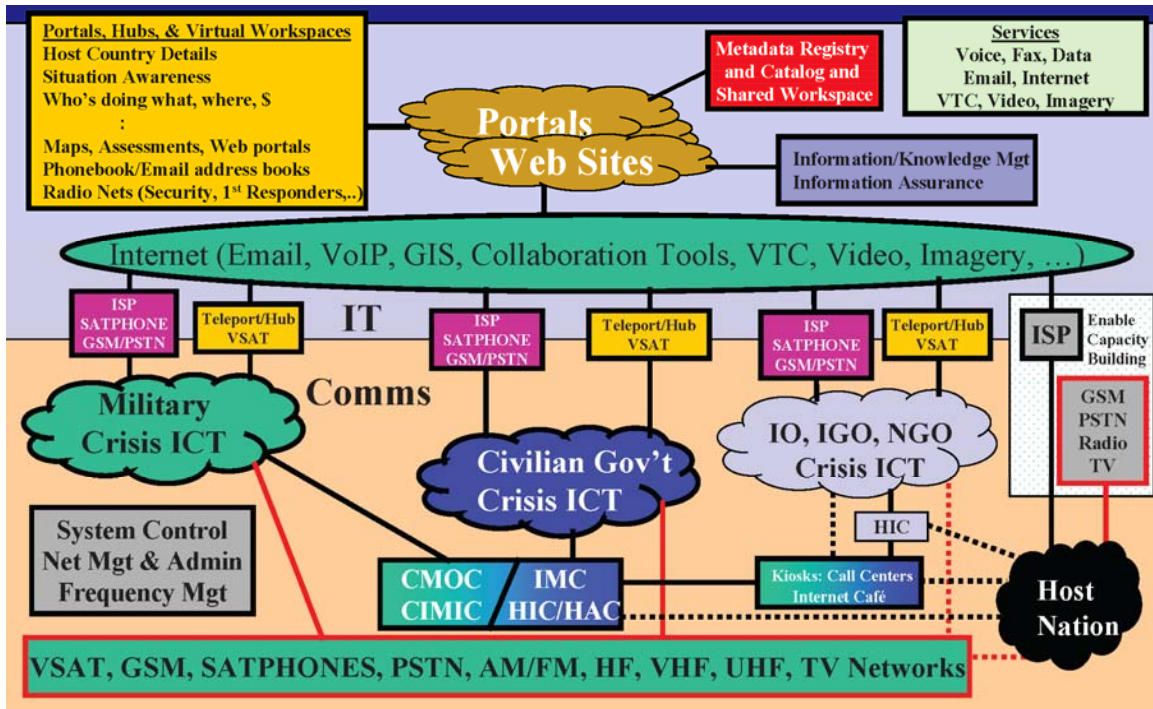 Portals, Hubs, & Virtual Workspaces
Host Country Details
Situation Awareness
Who's doing what, where, $
:
Maps, Assessments, Web portals
Phonebook/Email address books
Radio Nets (Security, 1st Responders,..)
Metadata Registry
and Catalog and
Shared Workspace
Services
Voice, Fax, Data
Email, Internet
VTC, Video, Imagery
Portals
Web Sites
Information/Knowledge Mgt
Information Assurance
Internet (Email, VoIP, GIS, Collaboration Tools, VTC, Video, Imagery, …)
ISP
SATPHONE
GSM/PSTN
Teleport/Hub
VSAT
IT
ISP
SATPHONE
GSM/PSTN
Teleport/Hub
VSAT
ISP
SATPHONE
GSM/PSTN
Teleport/Hub
VSAT
ISP
Enable
Capacity
Building
Comms
GSM
PSTN
Radio
TV
Military
Crisis ICT
Civilian Gov't
Crisis ICT
IO, IGO, NGO
Crisis ICT
HIC
System Control
Net Mgt & Admin
Frequency Mgt
CMOC
CIMIC
/
IMC
HIC/HAC
Kiosks: Call Centers
Internet Café
Host
Nation
VSAT, GSM, SATPHONES, PSTN, AM/FM, HF, VHF, UHF, TV Networks